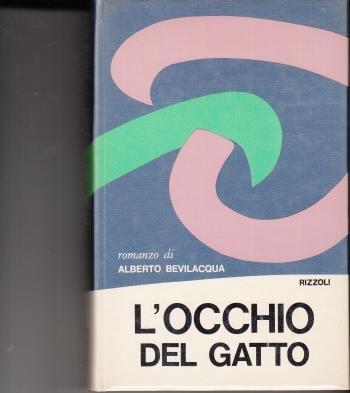 romanzo di
ALBERTO BEVILACQUA
RIZZOLI
L'OCCHIO
DEL GATTO